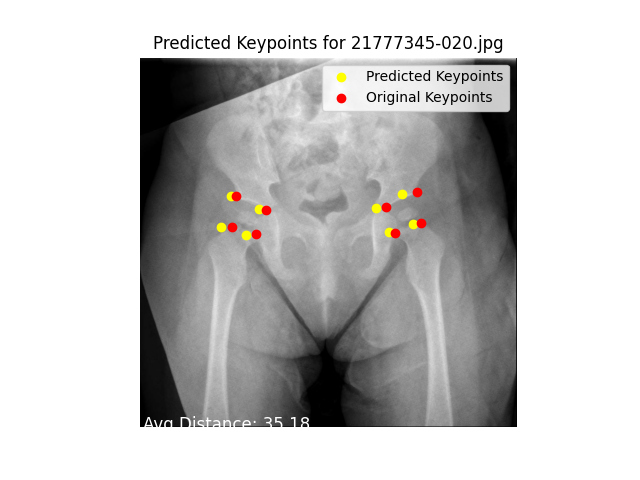 Predicted Keypoints for 21777345-020.jpg
Predicted Keypoints
Original Keypoints
Avg Distance: 35.18